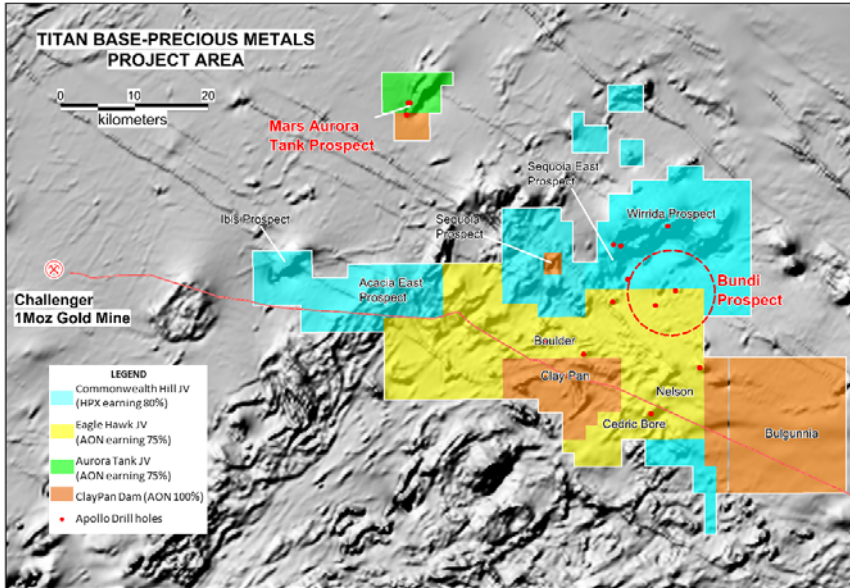 TITAN BASE-PRECIOUS METALS
PROJECT AREA
0 10 20
kilometers
Mars Aurora
Tank Prospect
Sequoia East
Prospect
Ibis Prospect
Sequoia
Prospect
Wirrida Prospect
Acacia East
Prospect
Bundi
Prospect
Challenger
1Moz Gold Mine
Boulder
Clay Pan
Nelson
Cedric Bore
Bulgunnia
LEGEND
Commonwealth Hill JV
(HPX earning 80%)
Eagle Hawk JV
(AON earning 75%)
Aurora Tank JV
(AON earning 75%)
ClayPan Dam (AON 100%)
Apollo Drill holes